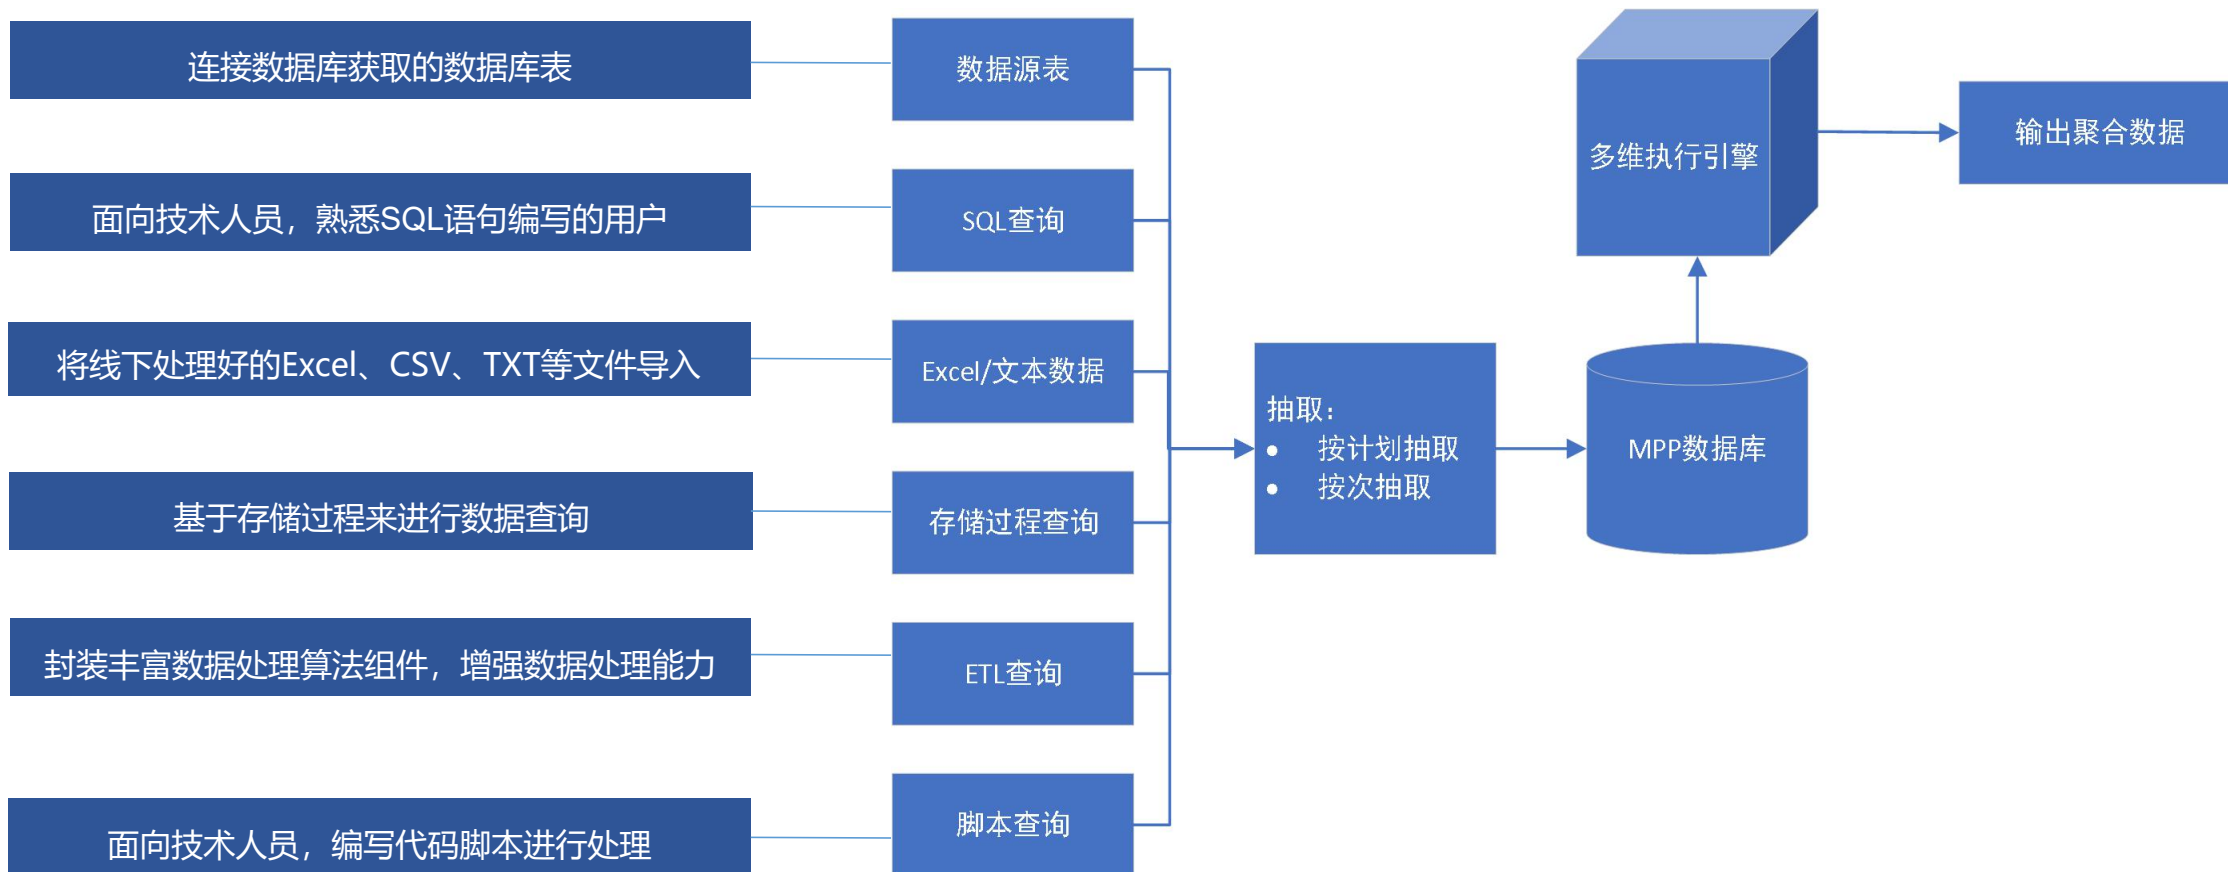 连接数据库获取的数据库表
数据源表
面向技术人员，熟悉SQL语句编写的用户
SQL查询
将线下处理好的Excel、CSV、TXT等文件导入
Excel/文本数据
基于存储过程来进行数据查询
存储过程查询
封装丰富数据处理算法组件，增强数据处理能力
ETL查询
面向技术人员，编写代码脚本进行处理
脚本查询
抽取：
• 按计划抽取
• 按次抽取
MPP数据库
多维执行引擎
输出聚合数据